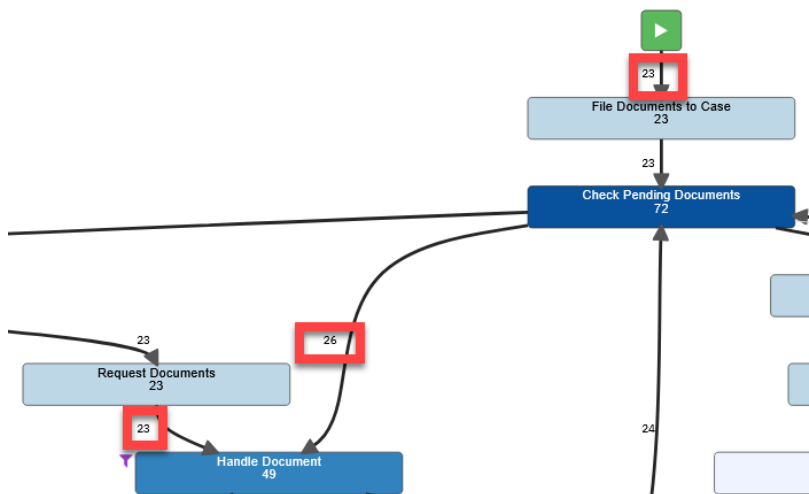 23
File Documents to Case
23
23
Check Pending Documents
72
23
26
Request Documents
23
23
24
Handle Document
49